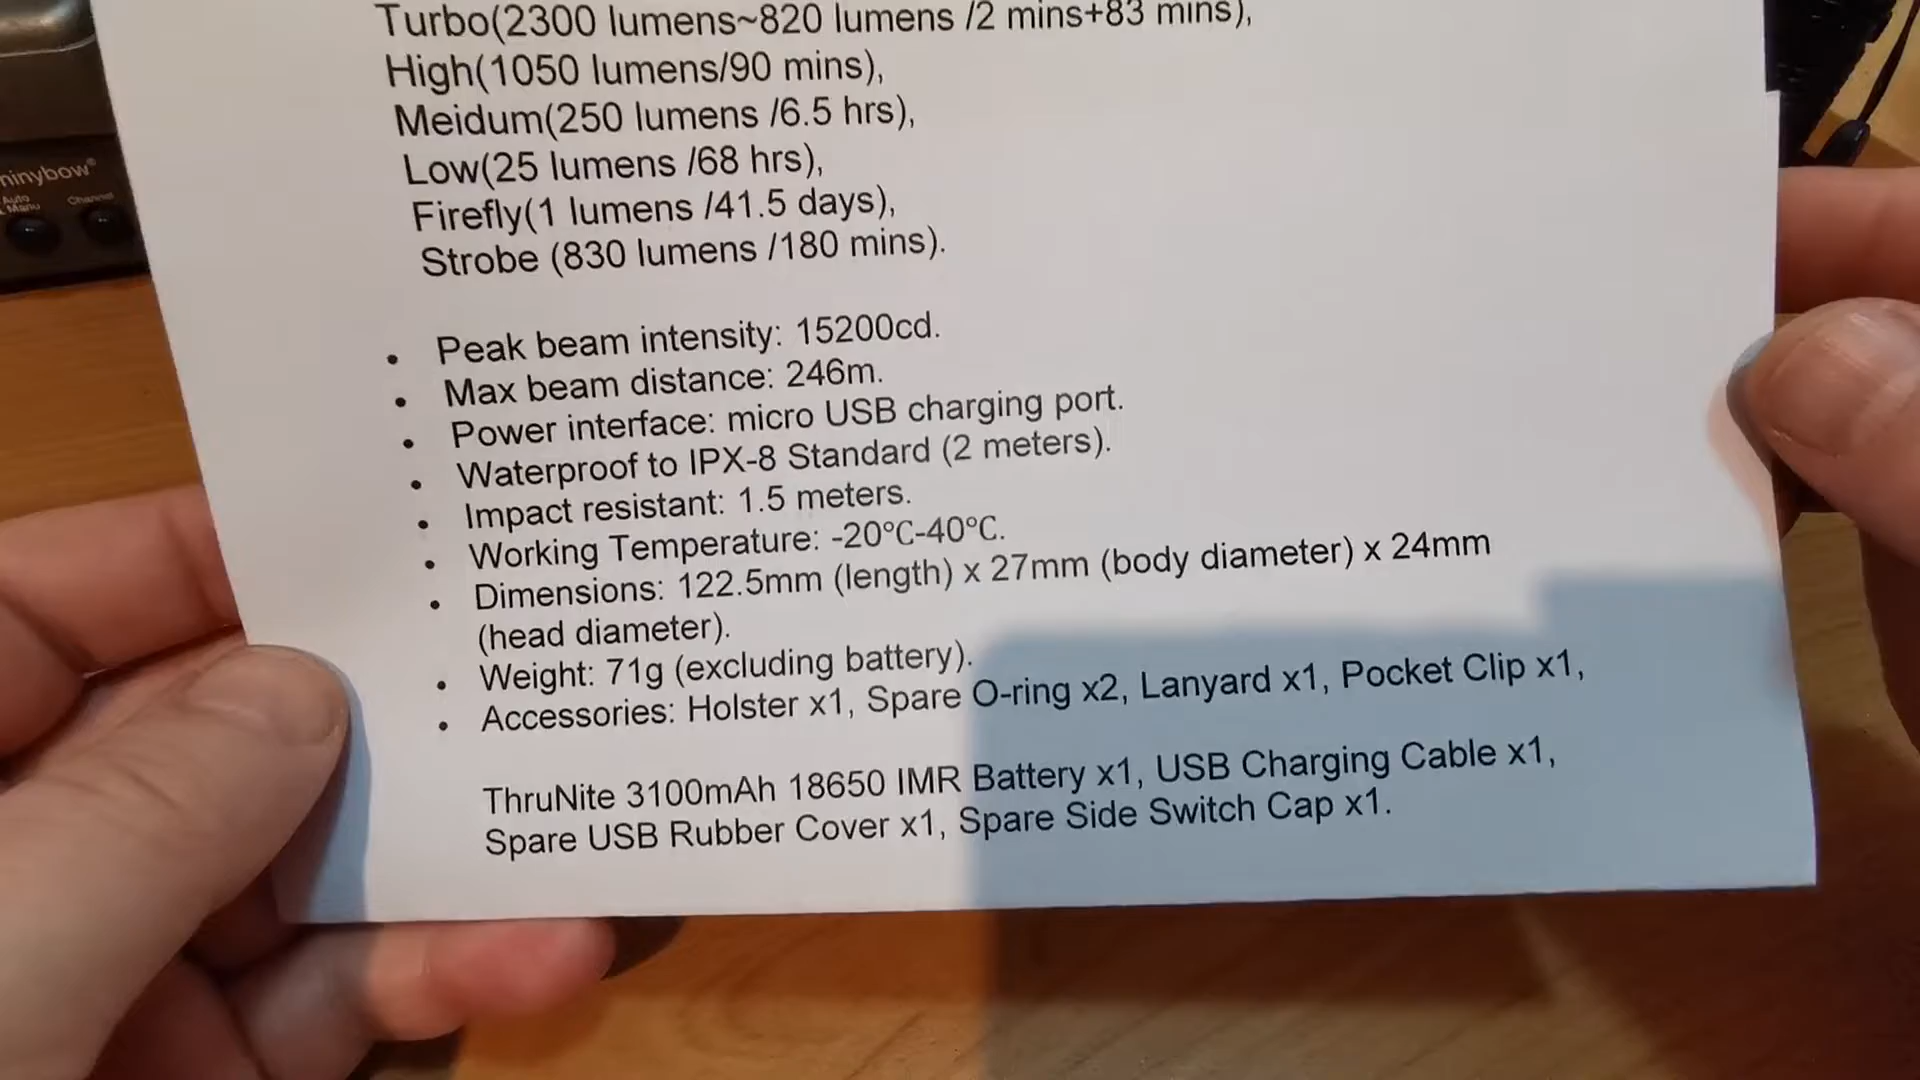 Turbo(2300 lumens~820 lumens /2 mins+83 mins),
High(1050 lumens/90 mins),
Meidum(250 lumens /6.5 hrs),
Low(25 lumens /68 hrs),
Firefly(1 lumens /41.5 days),
Strobe (830 lumens /180 mins).
• Peak beam intensity: 15200cd.
• Max beam distance: 246m.
• Power interface: micro USB charging port.
• Waterproof to IPX-8 Standard (2 meters).
• Impact resistant: 1.5 meters.
• Working Temperature: -20°C-40°C.
• Dimensions: 122.5mm (length) x 27mm (body diameter) x 24mm
(head diameter).
• Weight: 71g (excluding battery).
• Accessories: Holster x1, Spare O-ring x2, Lanyard x1, Pocket Clip x1,
ThruNite 3100mAh 18650 IMR Battery x1, USB Charging Cable x1,
Spare USB Rubber Cover x1, Spare Side Switch Cap x1.
ninybow®
Auto
Manu
Channel